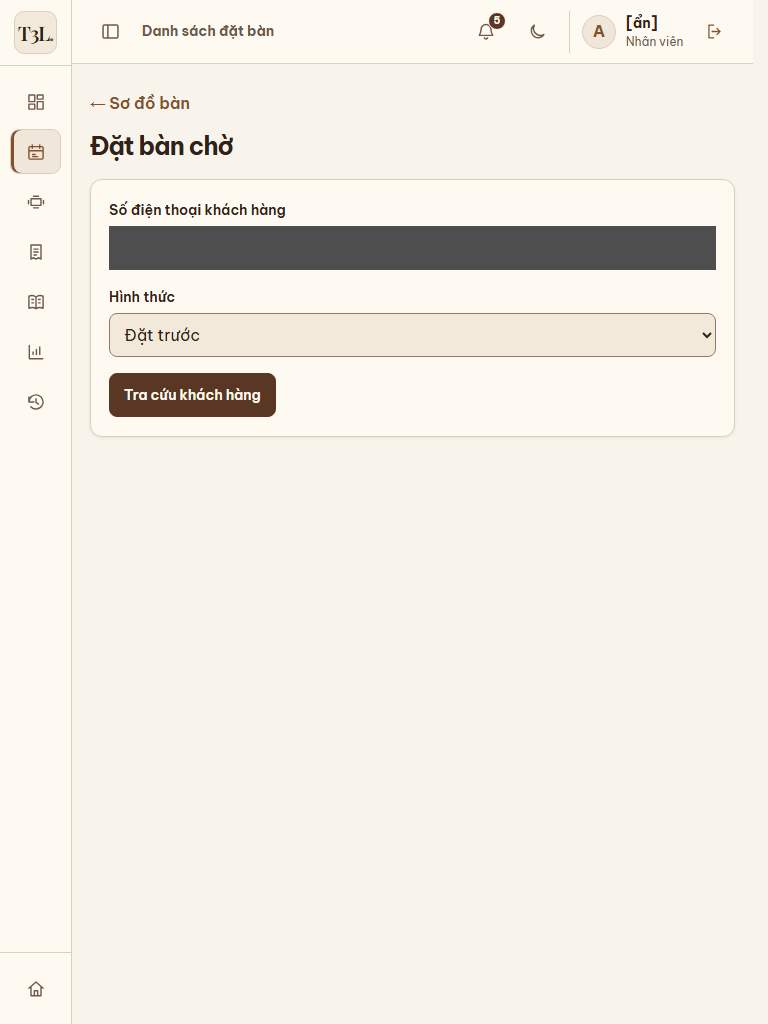 T3L
Danh sách đặt bàn
5
A
[ẩn]
Nhân viên
← Sơ đồ bàn
Đặt bàn chờ
Số điện thoại khách hàng
Hình thức
Đặt trước
Tra cứu khách hàng